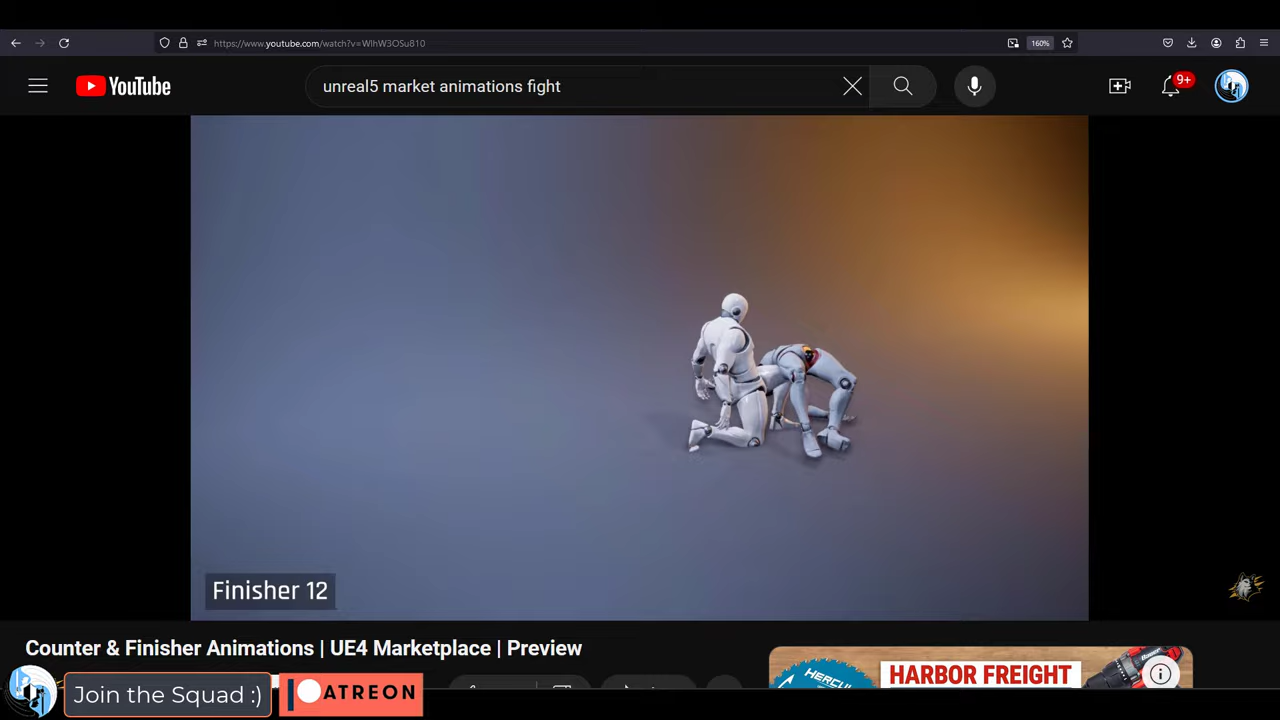 https://www.youtube.com/watch?v=WIhW3OSu810
160%
YouTube
unreal5 market animations fight
9+
Finisher 12
Counter & Finisher Animations | UE4 Marketplace | Preview
HARBOR FREIGHT
Join the Squad :)
ATREON